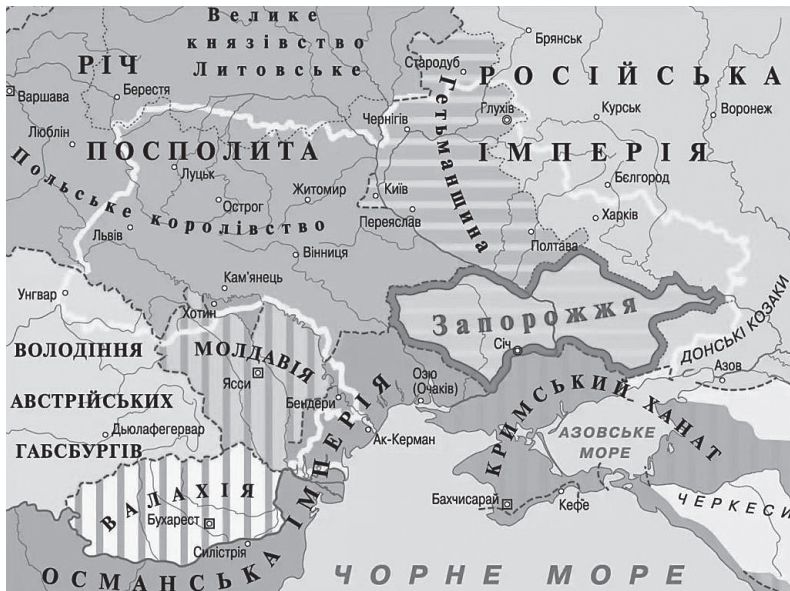 Велике
князівство
Литовське
РІЧ
ПОСПОЛИТА
Польське королівство
Варшава
Берестя
Люблін
Луцьк
Острог
Житомир
Львів
Вінниця
Кам'янець
Унгвар
Хотин
Стародуб
Брянськ
РОСІЙСЬКА
ІМПЕРІЯ
Гетьманщина
Глухів
Чернігів
Курськ
Воронеж
Київ
Переяслав
Бєлгород
Харків
Полтава
Запорожжя
Січ
ДОНСЬКІ КОЗАКИ
Азов
ВОЛОДІННЯ
АВСТРІЙСЬКИХ
ГАБСБУРГІВ
Дьюлафегервар
МОЛДАВІЯ
Ясси
Бендери
Озю
(Очаків)
Ак-Керман
КРИМСЬКИЙ ХАНАТ
АЗОВСЬКЕ
МОРЕ
Бахчисарай
Кефе
ЧЕРКЕСИ
ВАЛАХІЯ
Бухарест
Силістрія
ОСМАНСЬКА ІМПЕРІЯ
ЧОРНЕ МОРЕ